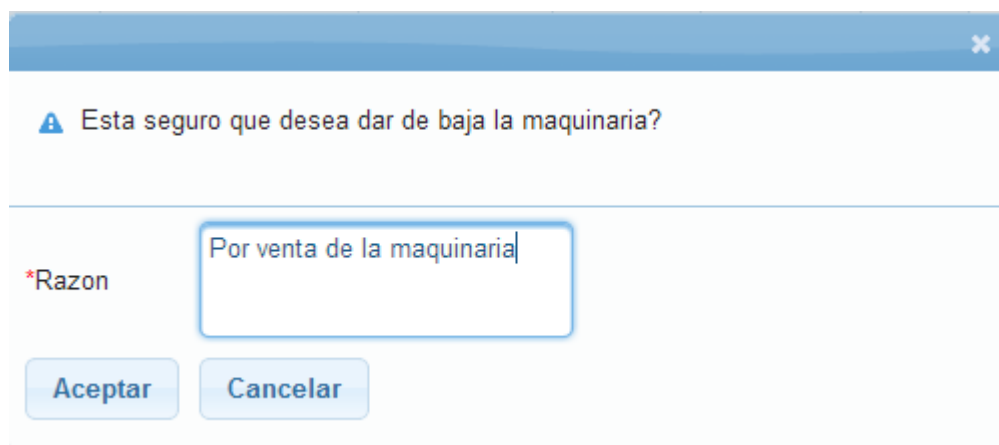 Esta seguro que desea dar de baja la maquinaria?
Por venta de la maquinaria
*Razon
Aceptar Cancelar